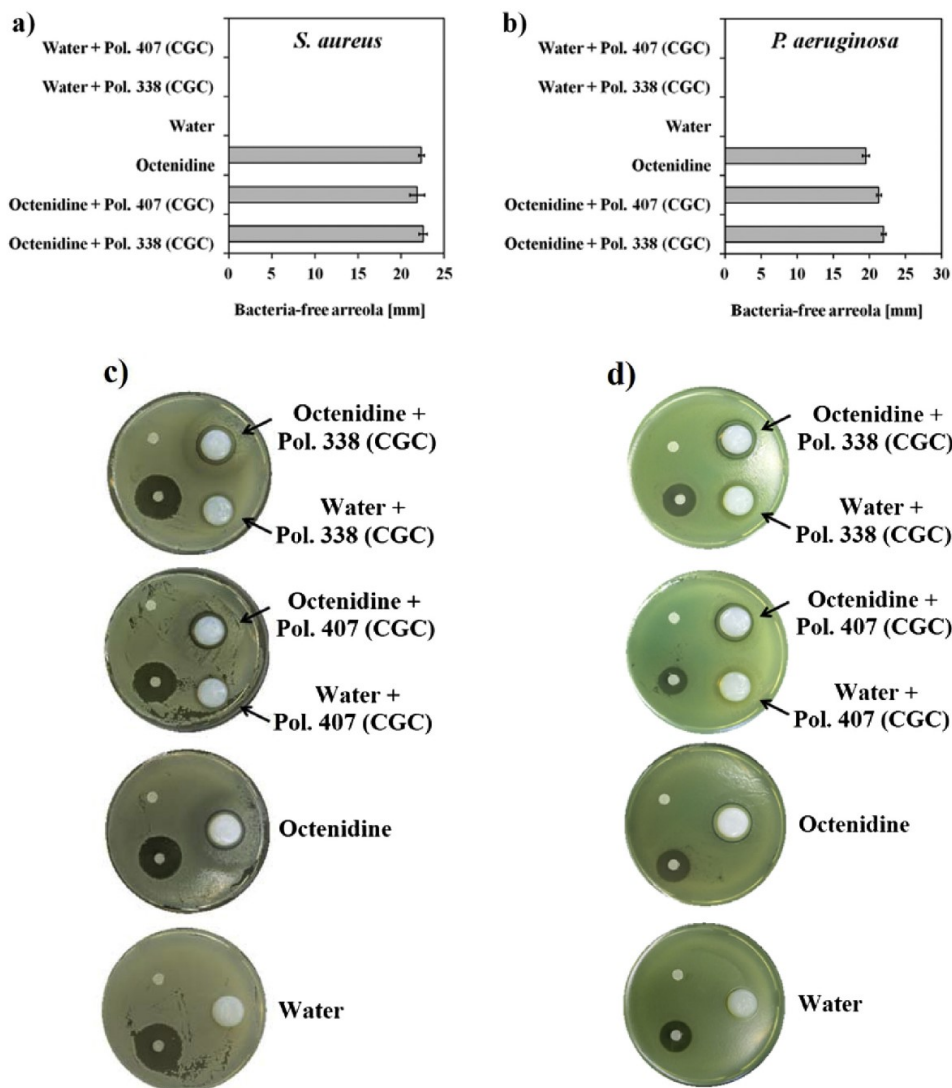 a)
S. aureus
Water + Pol. 407 (CGC)
Water + Pol. 338 (CGC)
Water
Octenidine
Octenidine + Pol. 407 (CGC)
Octenidine + Pol. 338 (CGC)
0 5 10 15 20 25
Bacteria-free arreola [mm]
b)
P. aeruginosa
Water + Pol. 407 (CGC)
Water + Pol. 338 (CGC)
Water
Octenidine
Octenidine + Pol. 407 (CGC)
Octenidine + Pol. 338 (CGC)
0 5 10 15 20 25 30
Bacteria-free arreola [mm]
c)
Octenidine +
Pol. 338 (CGC)
Water +
Pol. 338 (CGC)
Octenidine +
Pol. 407 (CGC)
Water +
Pol. 407 (CGC)
Octenidine
Water
d)
Octenidine +
Pol. 338 (CGC)
Water +
Pol. 338 (CGC)
Octenidine +
Pol. 407 (CGC)
Water +
Pol. 407 (CGC)
Octenidine
Water